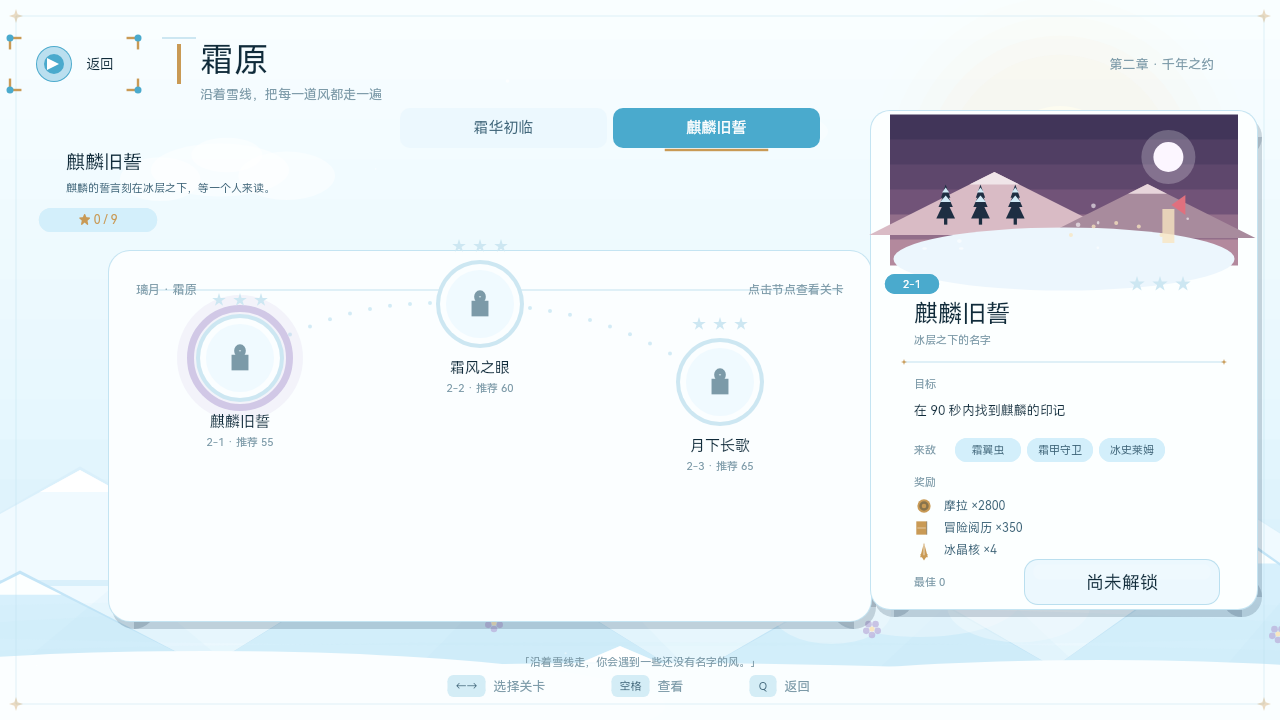 返回
霜原
沿着雪线，把每一道风都走一遍
第二章 · 千年之约
霜华初临
麒麟旧誓
麒麟旧誓
麒麟的誓言刻在冰层之下，等一个人来读。
0 / 9
璃月 · 霜原
点击节点查看关卡
麒麟旧誓
2-1 · 推荐 55
霜风之眼
2-2 · 推荐 60
月下长歌
2-3 · 推荐 65
2-1
麒麟旧誓
冰层之下的名字
目标
在 90 秒内找到麒麟的印记
来敌
霜翼虫
霜甲守卫
冰史莱姆
奖励
摩拉 ×2800
冒险阅历 ×350
冰晶核 ×4
最佳 0
尚未解锁
「沿着雪线走，你会遇到一些还没有名字的风。」
←→ 选择关卡
空格 查看
Q 返回